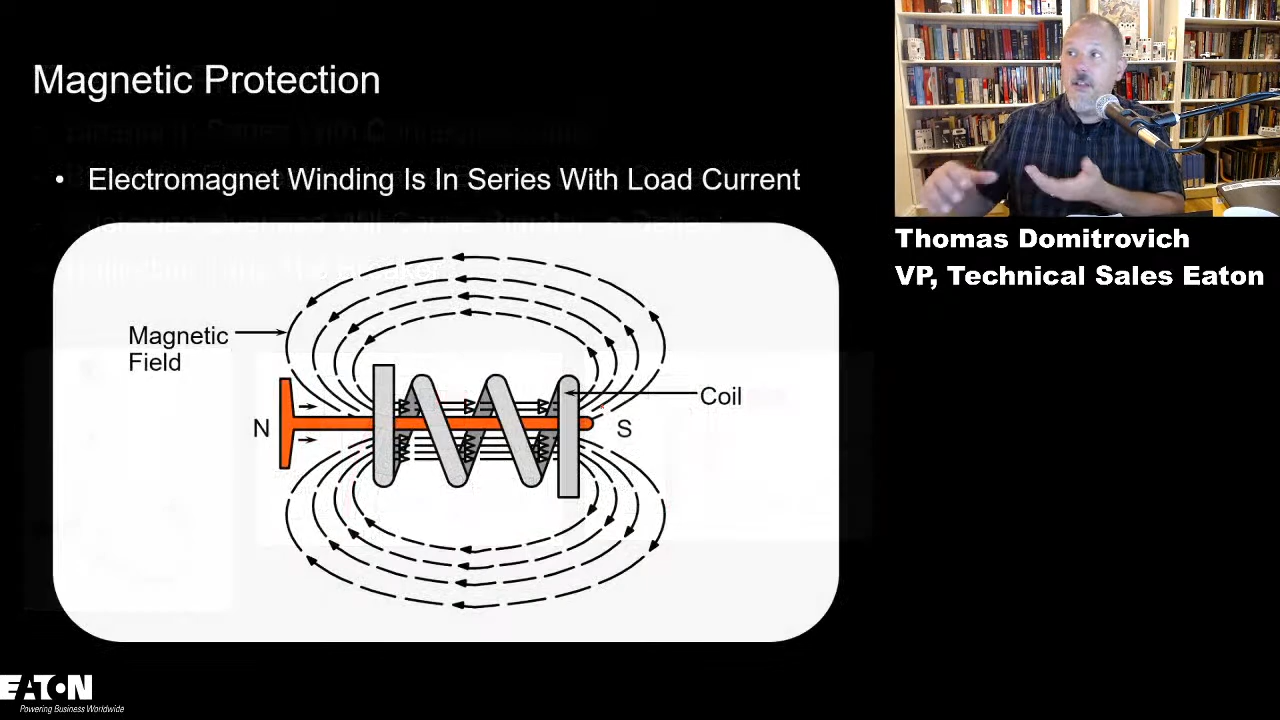 Magnetic Protection
• Electromagnet Winding Is In Series With Load Current
Magnetic
Field
Coil
N
S
Thomas Domitrovich
VP, Technical Sales Eaton
EATON
Powering Business Worldwide